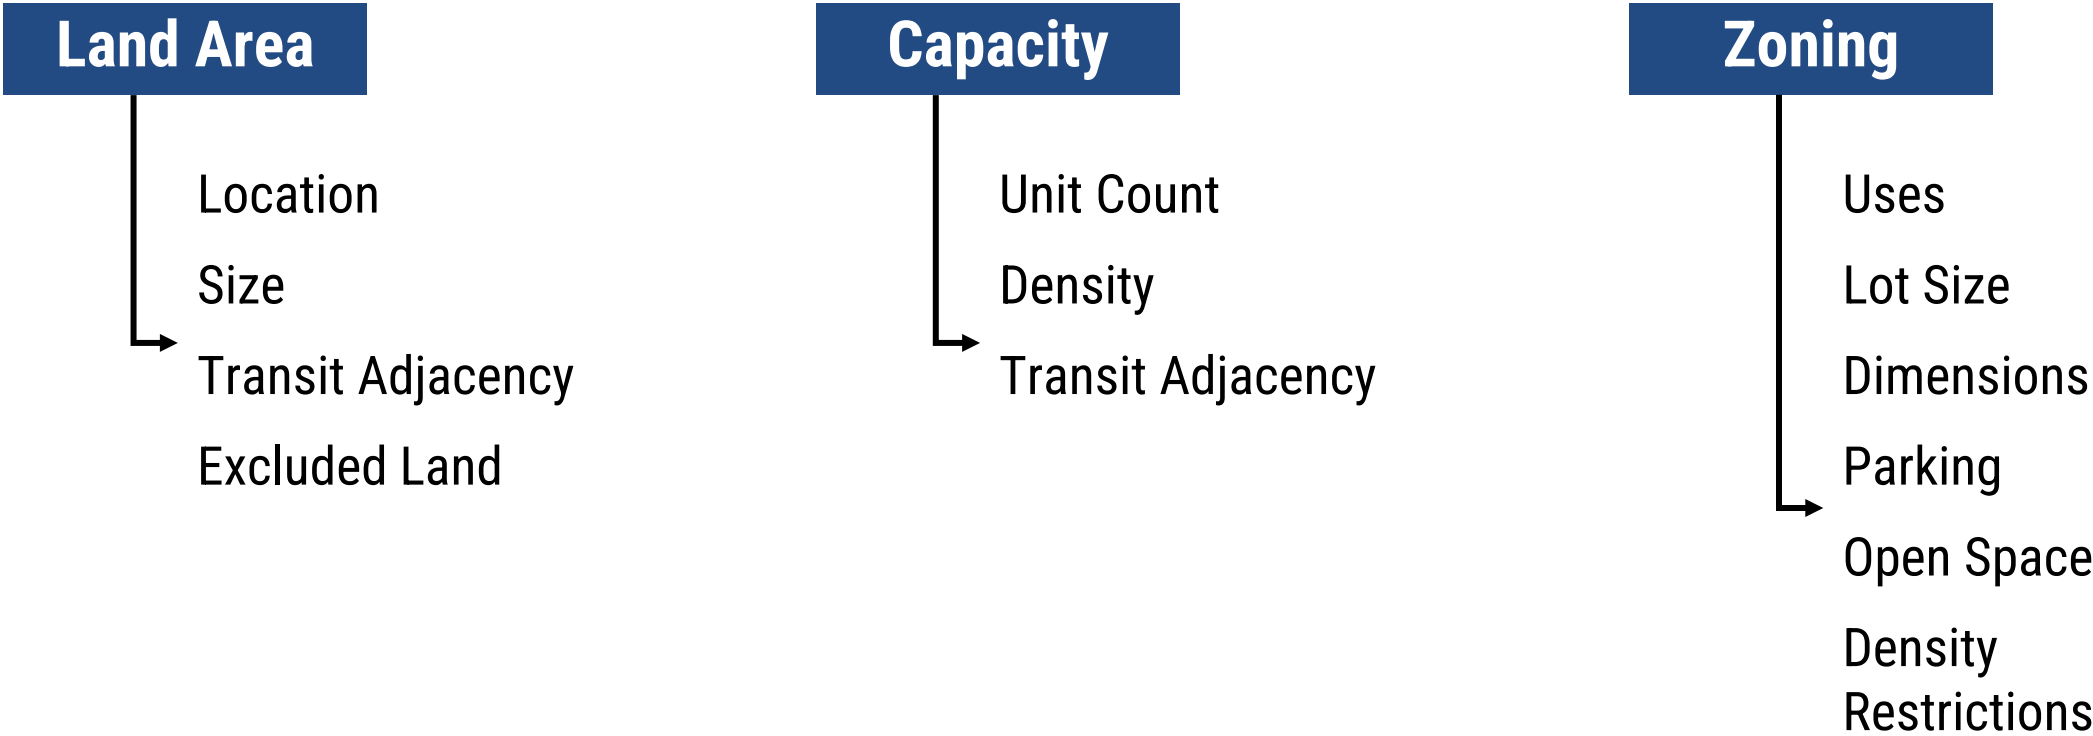 Land Area
Location
Size
Transit Adjacency
Excluded Land
Capacity
Unit Count
Density
Transit Adjacency
Zoning
Uses
Lot Size
Dimensions
Parking
Open Space
Density
Restrictions